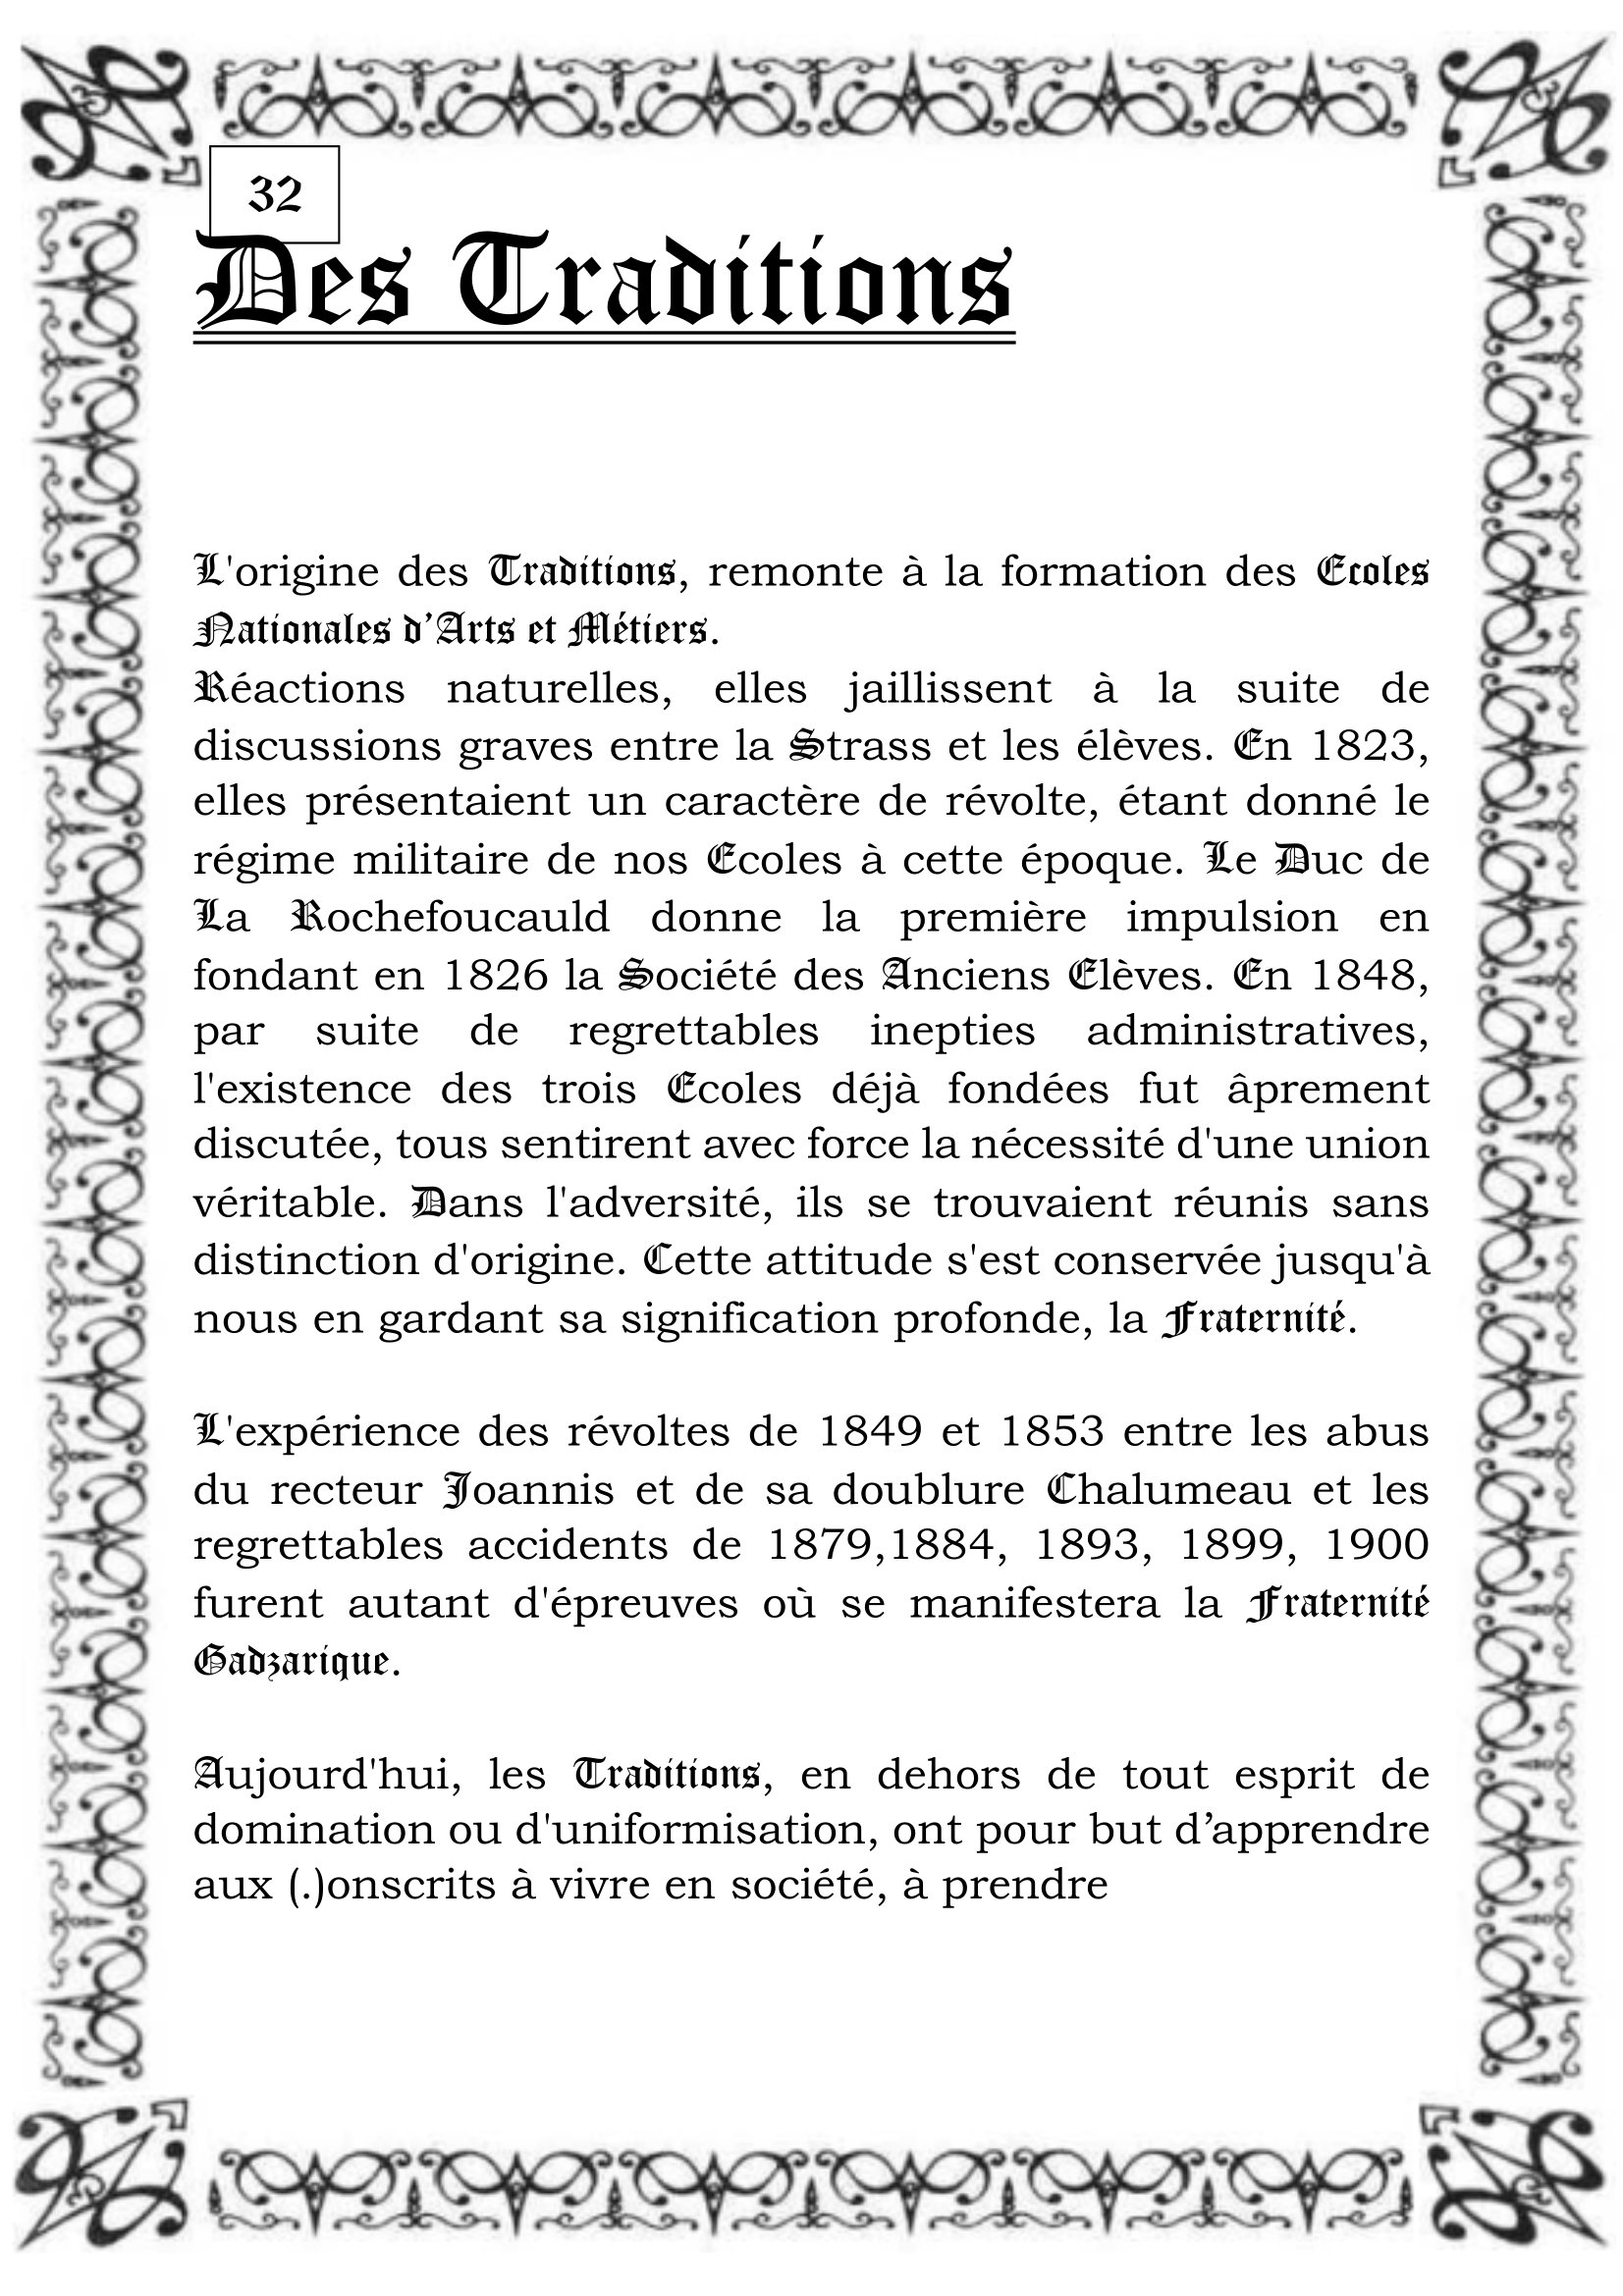 32
Des Traditions
L'origine des Traditions, remonte à la formation des Ecoles
Nationales d’Arts et Métiers.
Réactions naturelles, elles jaillissent à la suite de
discussions graves entre la Strass et les élèves. En 1823,
elles présentaient un caractère de révolte, étant donné le
régime militaire de nos Ecoles à cette époque. Le Duc de
La Rochefoucauld donne la première impulsion en
fondant en 1826 la Société des Anciens Elèves. En 1848,
par suite de regrettables inepties administratives,
l'existence des trois Ecoles déjà fondées fut âprement
discutée, tous sentirent avec force la nécessité d'une union
véritable. Dans l'adversité, ils se trouvaient réunis sans
distinction d'origine. Cette attitude s'est conservée jusqu'à
nous en gardant sa signification profonde, la Fraternité.
L'expérience des révoltes de 1849 et 1853 entre les abus
du recteur Joannis et de sa doublure Chalumeau et les
regrettables accidents de 1879,1884, 1893, 1899, 1900
furent autant d'épreuves où se manifestera la Fraternité
Gadzarique.
Aujourd'hui, les Traditions, en dehors de tout esprit de
domination ou d'uniformisation, ont pour but d’apprendre
aux (.)onscrits à vivre en société, à prendre